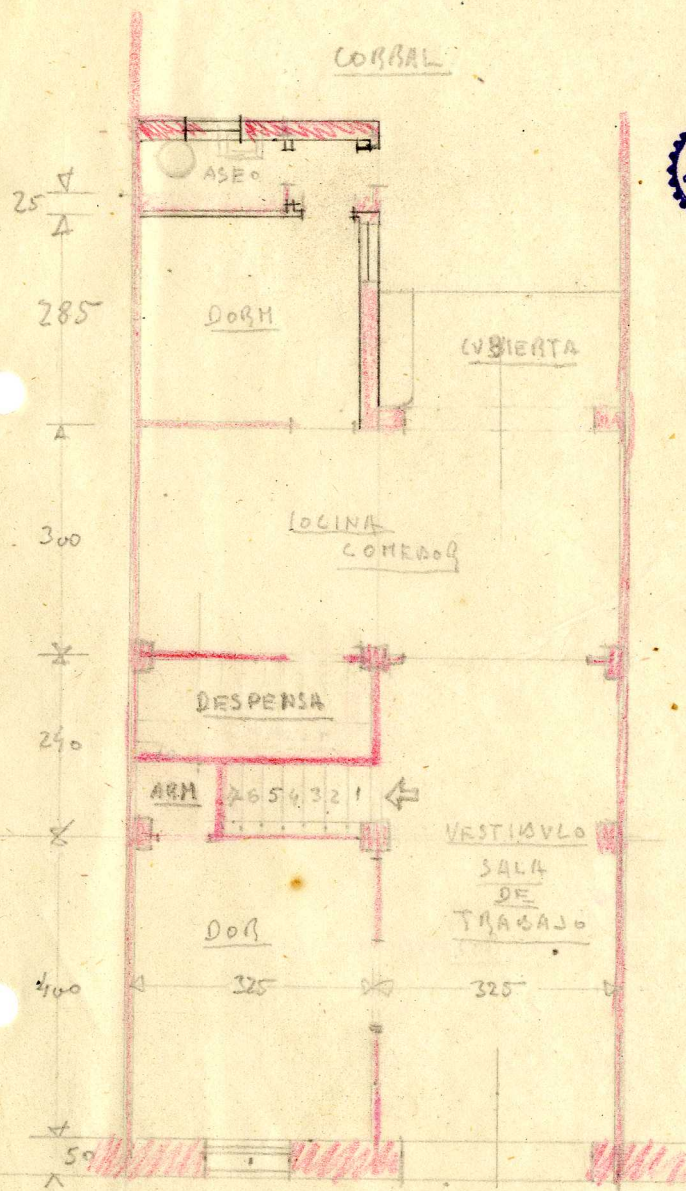 CORRAL
ASEO
25
285
DORM
CUBIERTA
300
COCINA
COMEDOR
DESPENSA
240
ARM
7 6 5 4 3 2 1
VESTIBULO
SALA
DE
TRABAJO
DOR
400
325
325
50